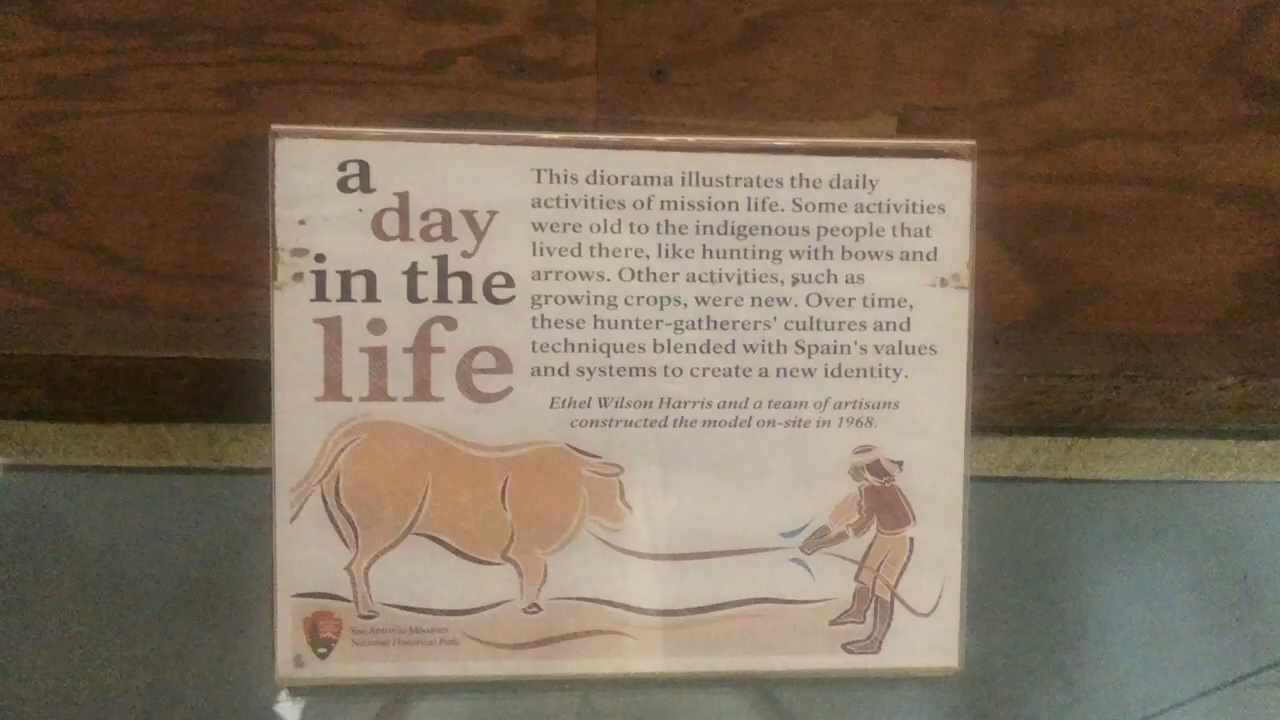 a
day
in the
life
This diorama illustrates the daily
activities of mission life. Some activities
were old to the indigenous people that
lived there, like hunting with bows and
arrows. Other activities, such as
growing crops, were new. Over time,
these hunter-gatherers' cultures and
techniques blended with Spain's values
and systems to create a new identity.
Ethel Wilson Harris and a team of artisans
constructed the model on-site in 1968.
San Antonio Missions
National Historical Park